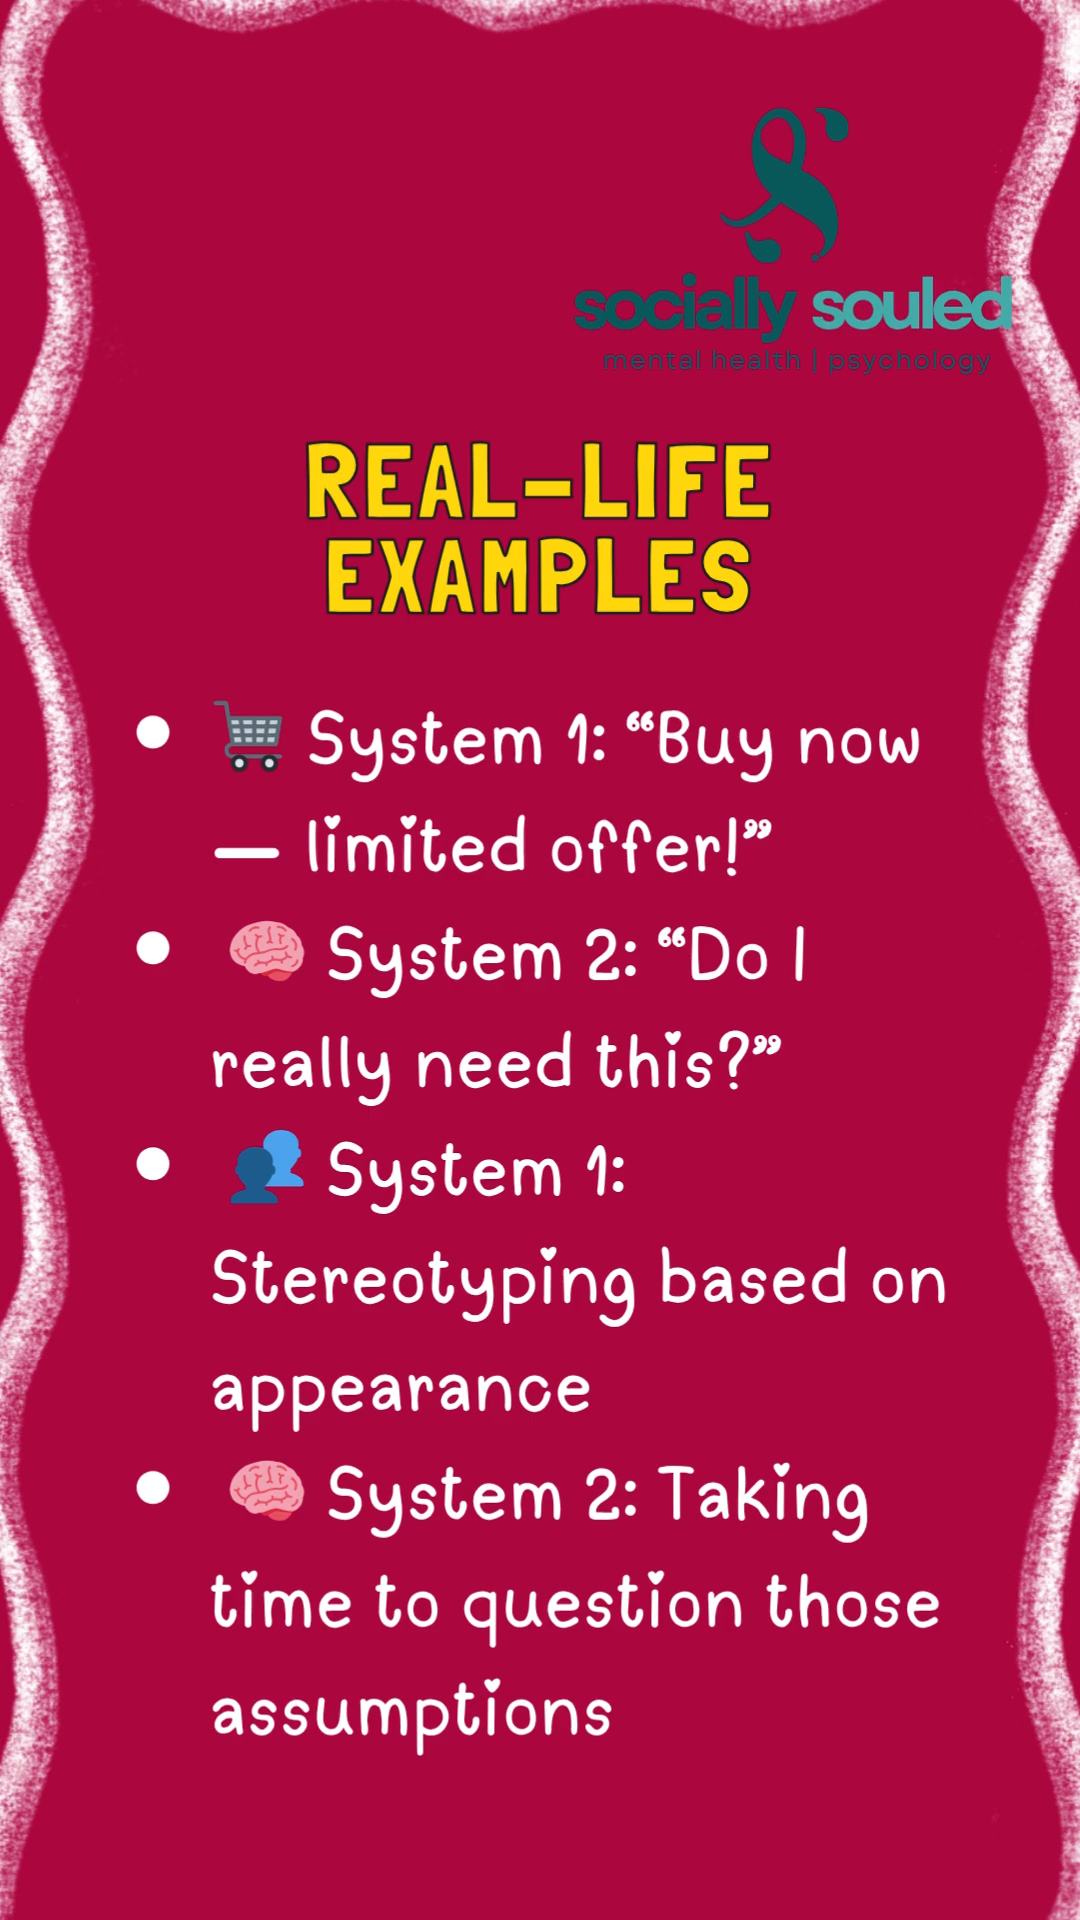 socially souled
mental health | psychology
REAL-LIFE
EXAMPLES
• 🛒 System 1: “Buy now
— limited offer!”
• 🧠 System 2: “Do I
really need this?”
• 👥 System 1:
Stereotyping based on
appearance
• 🧠 System 2: Taking
time to question those
assumptions